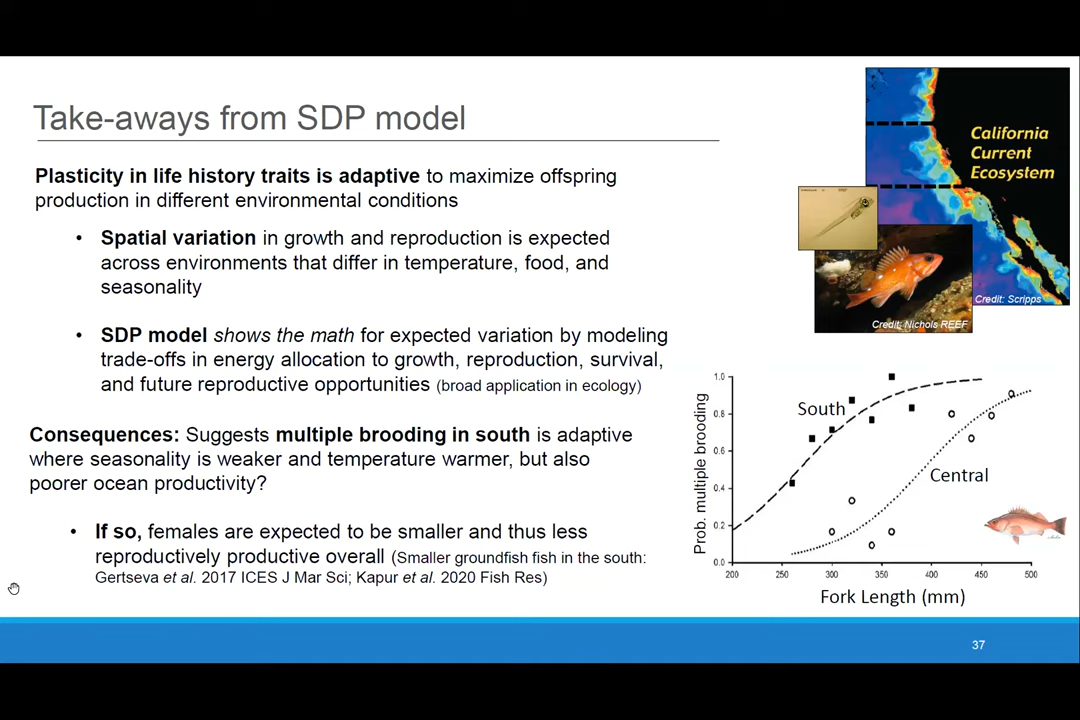 Take-aways from SDP model
Plasticity in life history traits is adaptive to maximize offspring
production in different environmental conditions
• Spatial variation in growth and reproduction is expected
across environments that differ in temperature, food, and
seasonality
• SDP model shows the math for expected variation by modeling
trade-offs in energy allocation to growth, reproduction, survival,
and future reproductive opportunities (broad application in ecology)
Consequences: Suggests multiple brooding in south is adaptive
where seasonality is weaker and temperature warmer, but also
poorer ocean productivity?
• If so, females are expected to be smaller and thus less
reproductively productive overall (Smaller groundfish fish in the south:
Gertseva et al. 2017 ICES J Mar Sci; Kapur et al. 2020 Fish Res)
California
Current
Ecosystem
Credit: Scripps
Credit: Nichols REEF
Prob. multiple brooding
1.0
0.8
0.6
0.4
0.2
0.0
South
Central
200 250 300 350 400 450 500
Fork Length (mm)
37